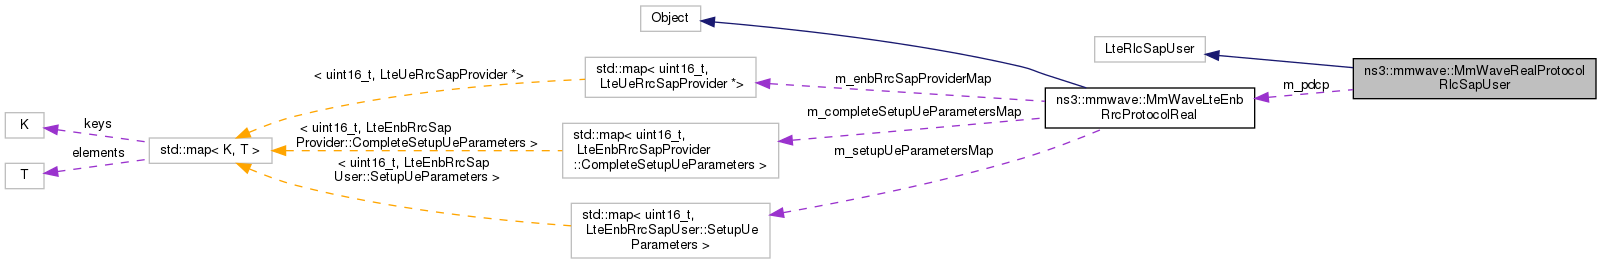 Object
LteRlcSapUser
ns3::mmwave::MmWaveRealProtocol
RlcSapUser
m_pdcp
ns3::mmwave::MmWaveLteEnb
RrcProtocolReal
m_enbRrcSapProviderMap
m_completeSetupUeParametersMap
m_setupUeParametersMap
std::map< uint16_t,
LteUeRrcSapProvider *>
< uint16_t, LteUeRrcSapProvider *>
std::map< uint16_t,
LteEnbRrcSapProvider
::CompleteSetupUeParameters >
< uint16_t, LteEnbRrcSap
Provider::CompleteSetupUeParameters >
std::map< uint16_t,
LteEnbRrcSapUser::SetupUe
Parameters >
< uint16_t, LteEnbRrcSap
User::SetupUeParameters >
std::map< K, T >
keys
elements
K
T